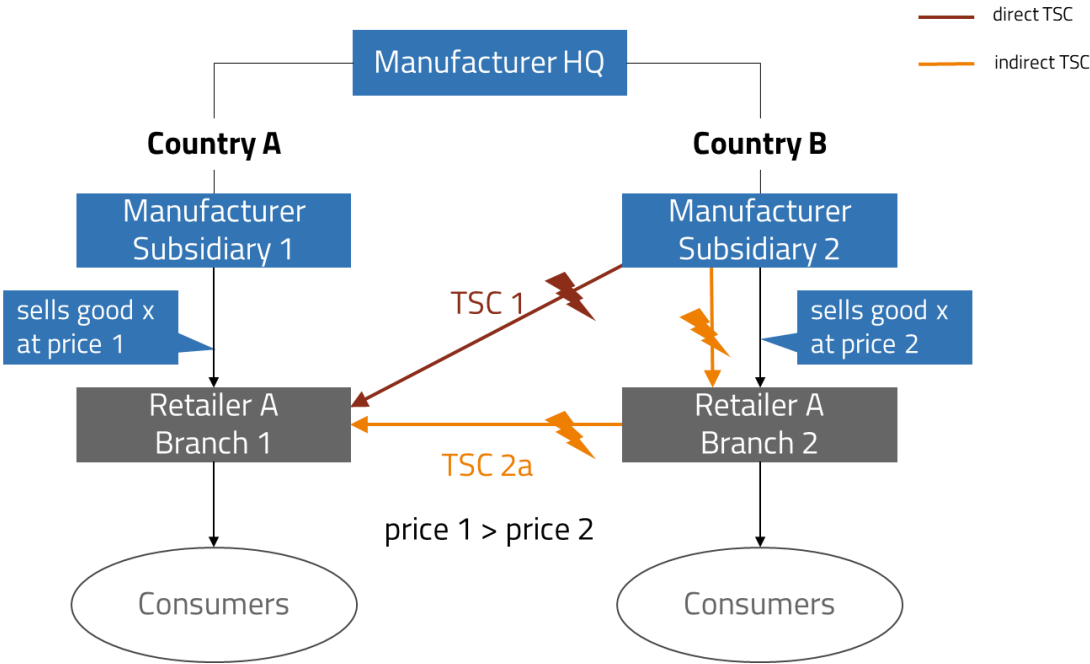 direct TSC
indirect TSC
Manufacturer HQ
Country A
Country B
Manufacturer
Subsidiary 1
Manufacturer
Subsidiary 2
sells good x
at price 1
TSC 1
sells good x
at price 2
Retailer A
Branch 1
Retailer A
Branch 2
TSC 2a
price 1 > price 2
Consumers
Consumers